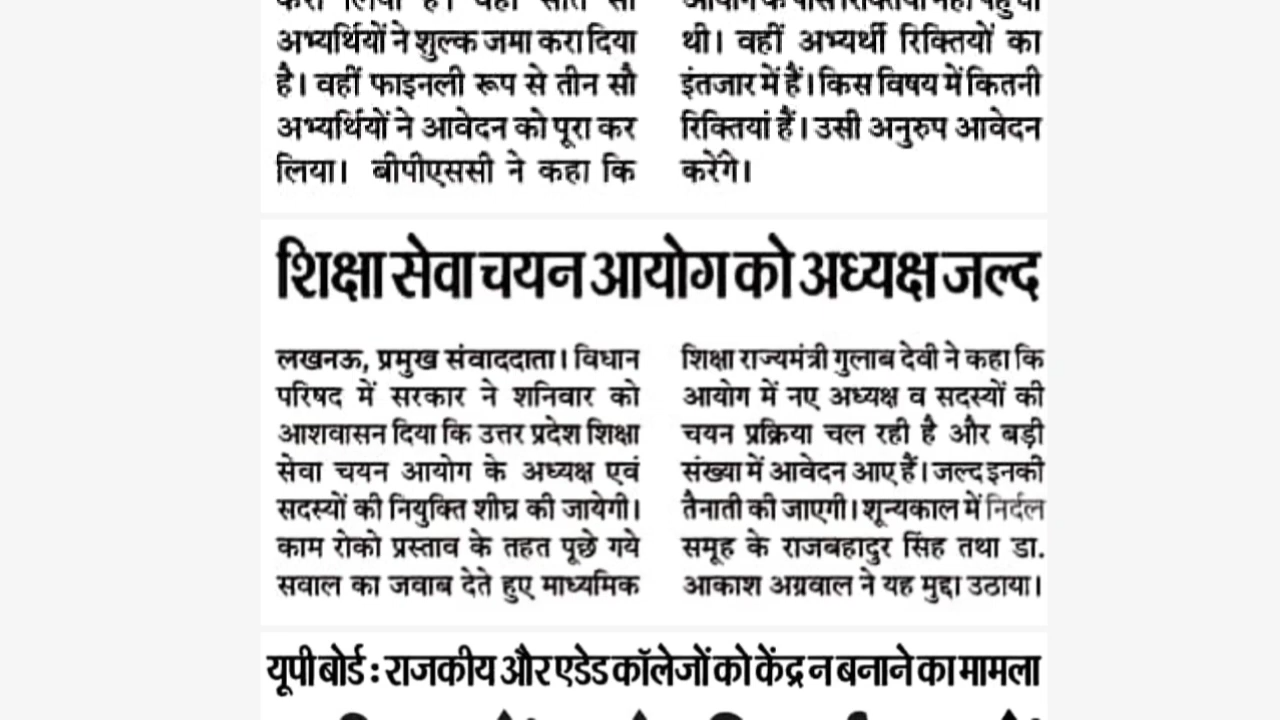 अभ्यर्थियों ने शुल्क जमा करा दिया
है। वहीं फाइनली रूप से तीन सौ
अभ्यर्थियों ने आवेदन को पूरा कर
लिया। बीपीएससी ने कहा कि
थी। वहीं अभ्यर्थी रिक्तियों का
इंतजार में हैं। किस विषय में कितनी
रिक्तियां हैं। उसी अनुरुप आवेदन
करेंगे।
शिक्षा सेवा चयन आयोग को अध्यक्ष जल्द
लखनऊ, प्रमुख संवाददाता। विधान
परिषद में सरकार ने शनिवार को
आशवासन दिया कि उत्तर प्रदेश शिक्षा
सेवा चयन आयोग के अध्यक्ष एवं
सदस्यों की नियुक्ति शीघ्र की जायेगी।
काम रोको प्रस्ताव के तहत पूछे गये
सवाल का जवाब देते हुए माध्यमिक
शिक्षा राज्यमंत्री गुलाब देवी ने कहा कि
आयोग में नए अध्यक्ष व सदस्यों की
चयन प्रक्रिया चल रही है और बड़ी
संख्या में आवेदन आए हैं। जल्द इनकी
तैनाती की जाएगी। शून्यकाल में निर्दल
समूह के राजबहादुर सिंह तथा डा.
आकाश अग्रवाल ने यह मुद्दा उठाया।
यूपी बोर्ड : राजकीय और एडेड कॉलेजों को केंद्र न बनाने का मामला